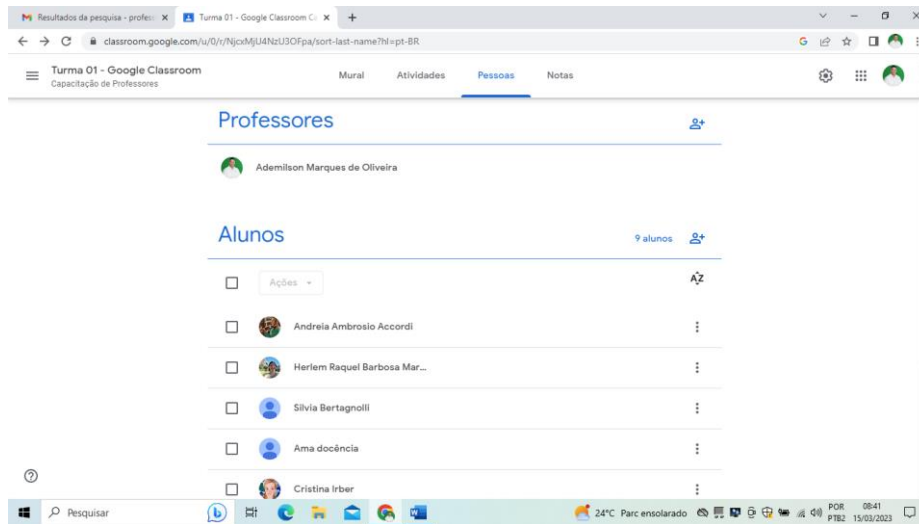 Resultados da pesquisa - profess
Turma 01 - Google Classroom C
classroom.google.com/u/0/r/NjcxMjU4NzU3OFpa/sort-last-name?hl=pt-BR
Turma 01 - Google Classroom
Capacitação de Professores
Mural Atividades Pessoas Notas
Professores
Ademilson Marques de Oliveira
Alunos
9 alunos
Ações
AZ
Andreia Ambrosio Accordi
Herlem Raquel Barbosa Mar...
Silvia Bertagnolli
Ama docência
Cristina Irber
Pesquisar
24°C Parc ensolarado
POR
PTB2
08:41
15/03/2023